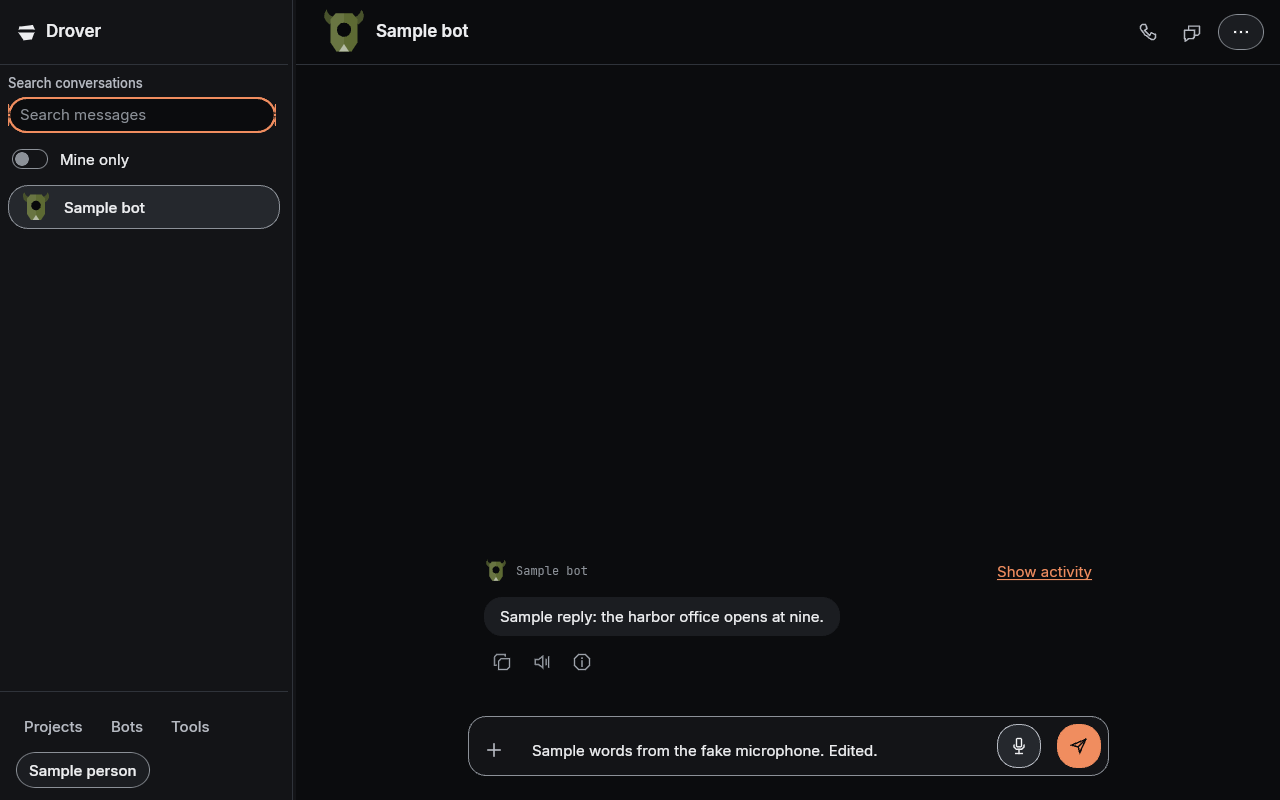 Drover
Search conversations
Search messages
Mine only
Sample bot
Projects
Bots
Tools
Sample person
Sample bot
Sample bot
Show activity
Sample reply: the harbor office opens at nine.
Sample words from the fake microphone. Edited.